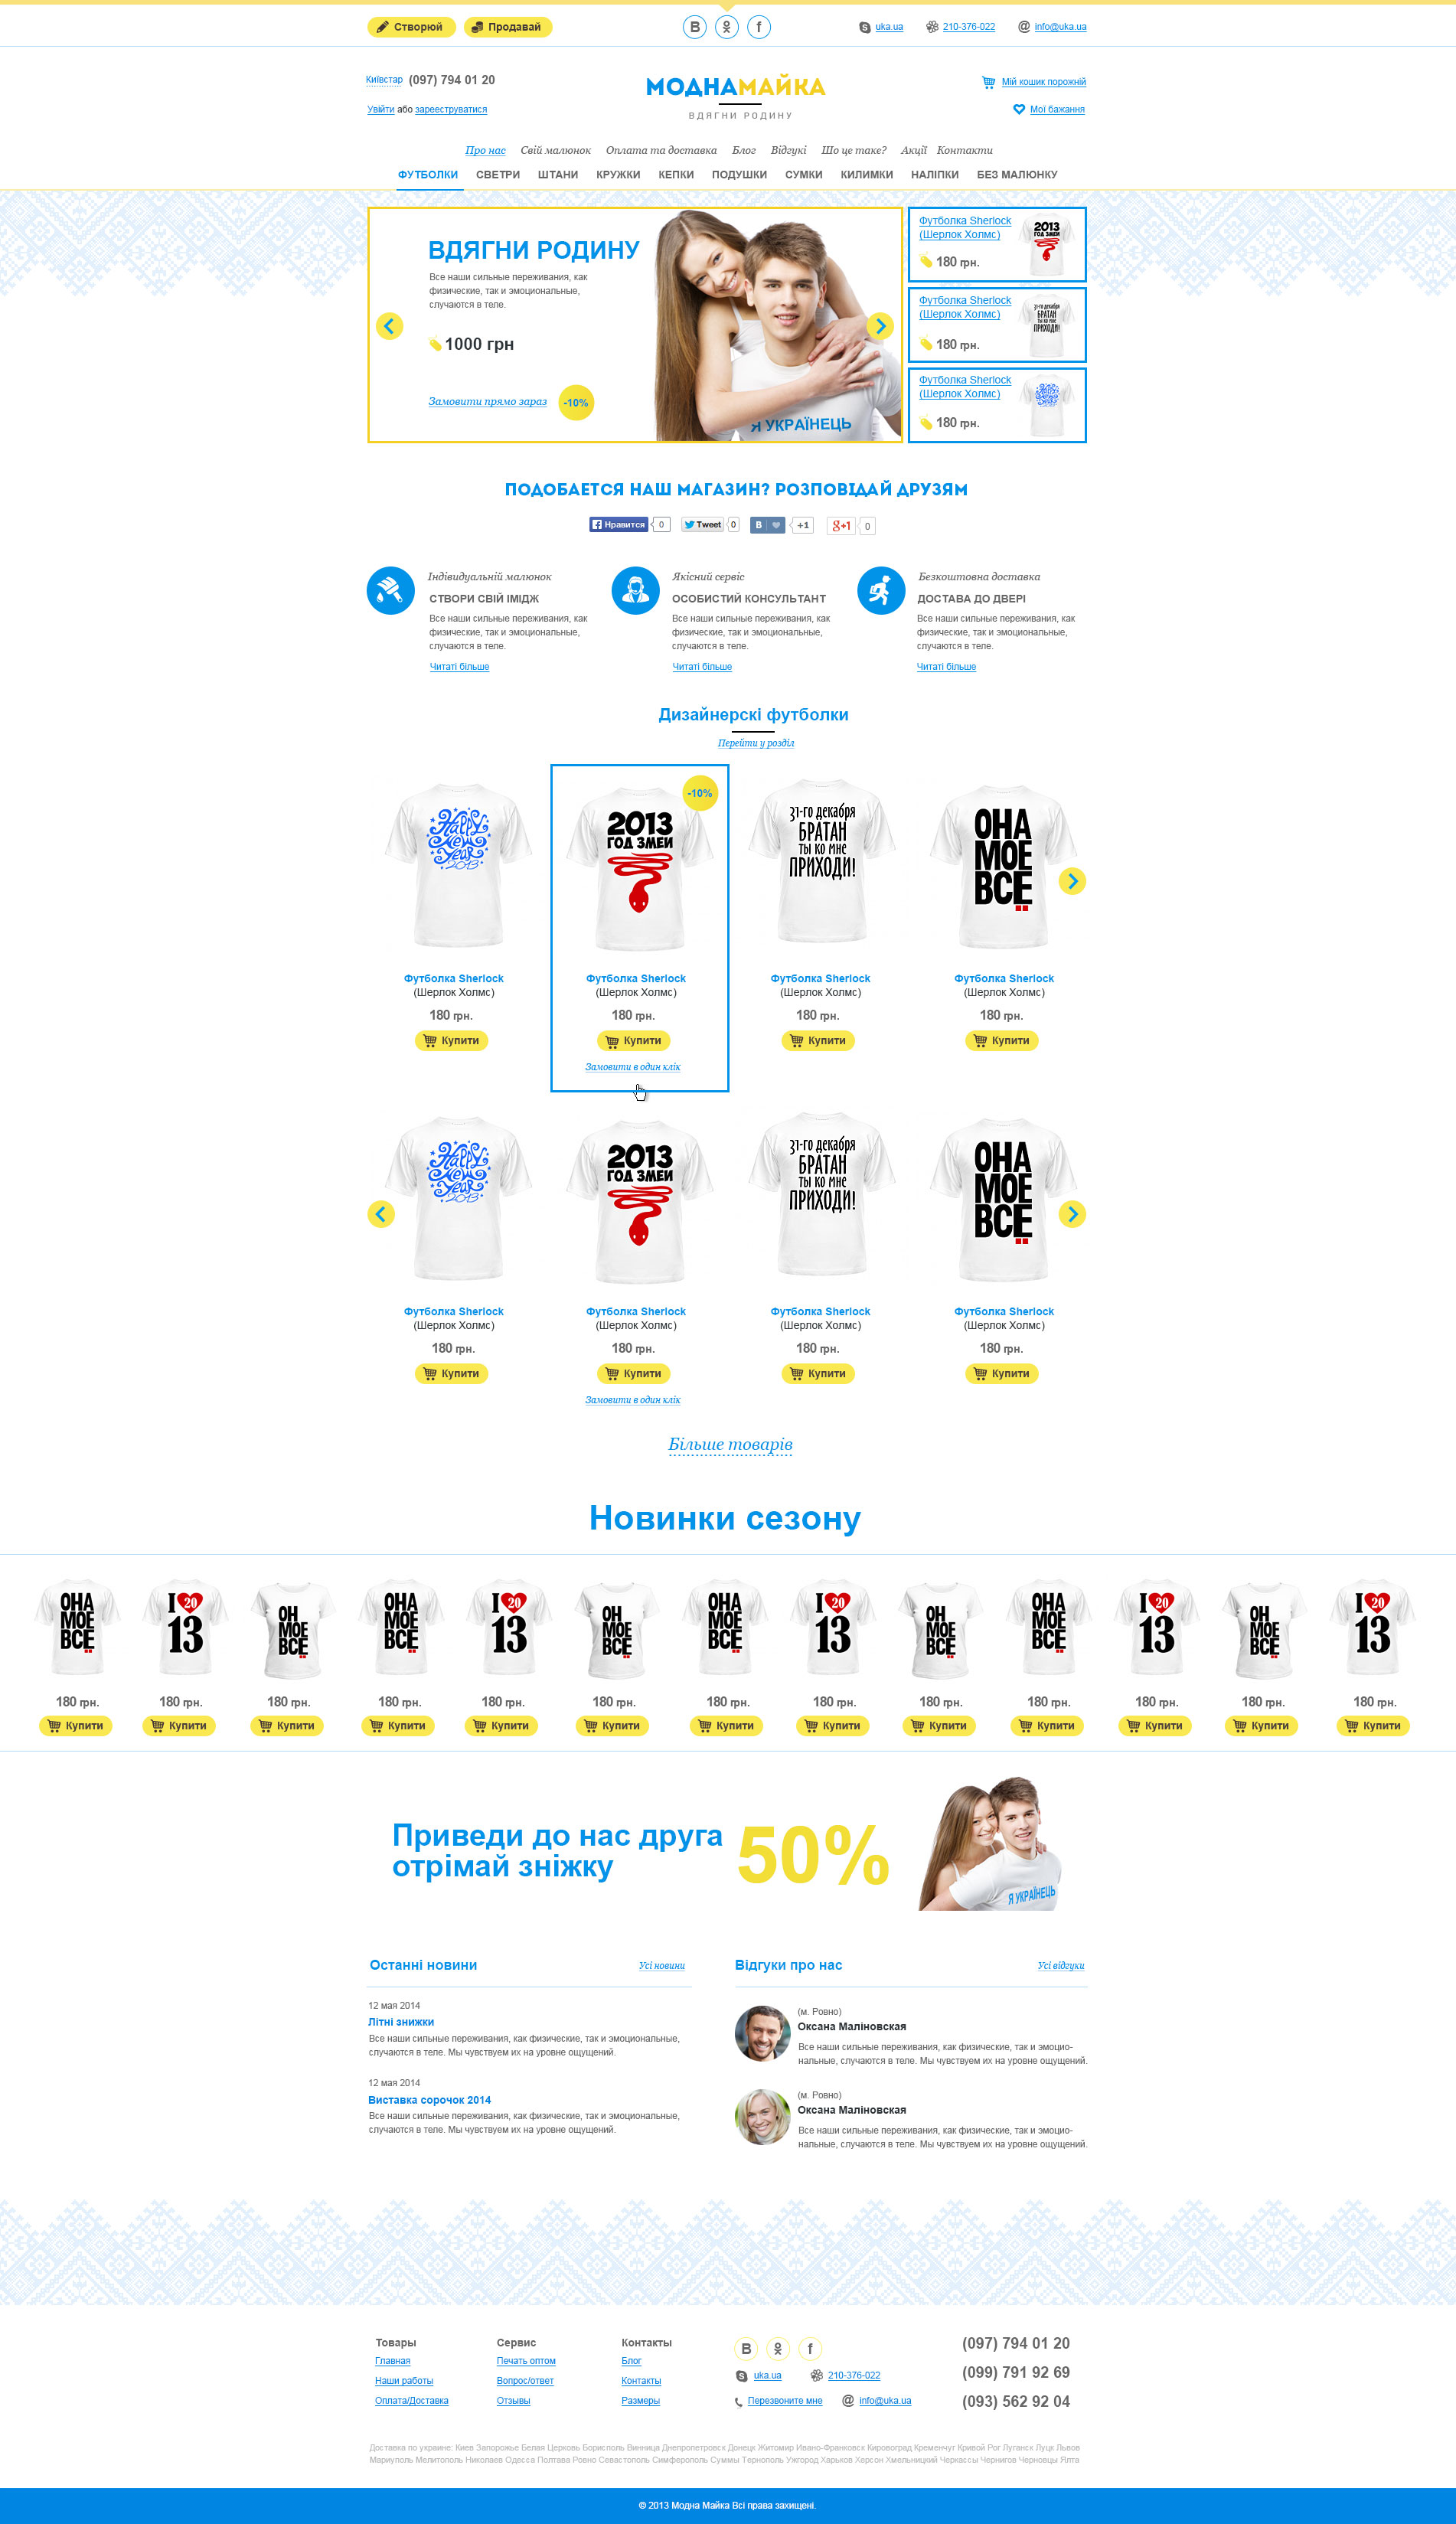 Створюй Продавай B f uka.ua 210-376-022 info@uka.ua
Київстар (097) 794 01 20
МОДНАМАЙКА
ВДЯГНИ РОДИНУ
Мій кошик порожній
Увійти або зареєструватися
Мої бажання
Про нас Свій малюнок Оплата та доставка Блог Відгукі Шо це таке? Акції Контакти
ФУТБОЛКИ СВЕТРИ ШТАНИ КРУЖКИ КЕПКИ ПОДУШКИ СУМКИ КИЛИМКИ НАЛІПКИ БЕЗ МАЛЮНКУ
ВДЯГНИ РОДИНУ
Все наши сильные переживания, как
физические, так и эмоциональные,
случаются в теле.
1000 грн
Замовити прямо зараз -10%
Я УКРАЇНЕЦЬ
Футболка Sherlock
(Шерлок Холмс)
180 грн.
2013
ГОД ЗМЕИ
Футболка Sherlock
(Шерлок Холмс)
180 грн.
31-го декабря
БРАТАН
ТЫ КО МНЕ
ПРИХОДИ!
Футболка Sherlock
(Шерлок Холмс)
180 грн.
ПОДОБАЕТСЯ НАШ МАГАЗИН? РОЗПОВІДАЙ ДРУЗЯМ
Нравится 0 Tweet 0 B +1 g+1 0
Індівидуальній малюнок
СТВОРИ СВІЙ ІМІДЖ
Все наши сильные переживания, как
физические, так и эмоциональные,
случаются в теле.
Читаті більше
Якісний сервіс
ОСОБИСТИЙ КОНСУЛЬТАНТ
Все наши сильные переживания, как
физические, так и эмоциональные,
случаются в теле.
Читаті більше
Безкоштовна доставка
ДОСТАВА ДО ДВЕРІ
Все наши сильные переживания, как
физические, так и эмоциональные,
случаются в теле.
Читаті більше
Дизайнерскі футболки
Перейти у розділ
Happy
New
Year
2013
-10%
2013
ГОД ЗМЕИ
31-го декабря
БРАТАН
ТЫ КО МНЕ
ПРИХОДИ!
ОНА
МОЕ
ВСЁ
Футболка Sherlock Футболка Sherlock Футболка Sherlock Футболка Sherlock
(Шерлок Холмс) (Шерлок Холмс) (Шерлок Холмс) (Шерлок Холмс)
180 грн. 180 грн. 180 грн. 180 грн.
Купити Купити Купити Купити
Замовити в один клік
Happy
New
Year
2013
2013
ГОД ЗМЕИ
31-го декабря
БРАТАН
ТЫ КО МНЕ
ПРИХОДИ!
ОНА
МОЕ
ВСЁ
Футболка Sherlock Футболка Sherlock Футболка Sherlock Футболка Sherlock
(Шерлок Холмс) (Шерлок Холмс) (Шерлок Холмс) (Шерлок Холмс)
180 грн. 180 грн. 180 грн. 180 грн.
Купити Купити Купити Купити
Замовити в один клік
Більше товарів
Новинки сезону
ОНА I 20 ОН ОНА I 20 ОН ОНА I 20 ОН ОНА I 20 ОН I 20
МОЕ 13 МОЕ МОЕ 13 МОЕ МОЕ 13 МОЕ МОЕ 13 МОЕ 13
ВСЁ ВСЁ ВСЁ ВСЁ ВСЁ ВСЁ ВСЁ ВСЁ
180 грн. 180 грн. 180 грн. 180 грн. 180 грн. 180 грн. 180 грн. 180 грн. 180 грн. 180 грн. 180 грн. 180 грн. 180 грн.
Купити Купити Купити Купити Купити Купити Купити Купити Купити Купити Купити Купити Купити
Приведи до нас друга
отрімай зніжку
50%
Я УКРАЇНЕЦЬ
Останні новини Усі новини
12 мая 2014
Літні знижки
Все наши сильные переживания, как физические, так и эмоциональные,
случаются в теле. Мы чувствуем их на уровне ощущений.
12 мая 2014
Виставка сорочок 2014
Все наши сильные переживания, как физические, так и эмоциональные,
случаются в теле. Мы чувствуем их на уровне ощущений.
Відгуки про нас Усі відгуки
(м. Ровно)
Оксана Маліновская
Все наши сильные переживания, как физические, так и эмоцио-
нальные, случаются в теле. Мы чувствуем их на уровне ощущений.
(м. Ровно)
Оксана Маліновская
Все наши сильные переживания, как физические, так и эмоцио-
нальные, случаются в теле. Мы чувствуем их на уровне ощущений.
Товары
Главная
Наши работы
Оплата/Доставка
Сервис
Печать оптом
Вопрос/ответ
Отзывы
Контакты
Блог
Контакты
Размеры
B f
uka.ua 210-376-022
Перезвоните мне info@uka.ua
(097) 794 01 20
(099) 791 92 69
(093) 562 92 04
Доставка по украине: Киев Запорожье Белая Церковь Борисполь Винница Днепропетровск Донецк Житомир Ивано-Франковск Кировоград Кременчуг Кривой Рог Луганск Луцк Львов
Мариуполь Мелитополь Николаев Одесса Полтава Ровно Севастополь Симферополь Суммы Тернополь Ужгород Харьков Херсон Хмельницкий Черкассы Чернигов Черновцы Ялта
© 2013 Модна Майка Всі права захищені.